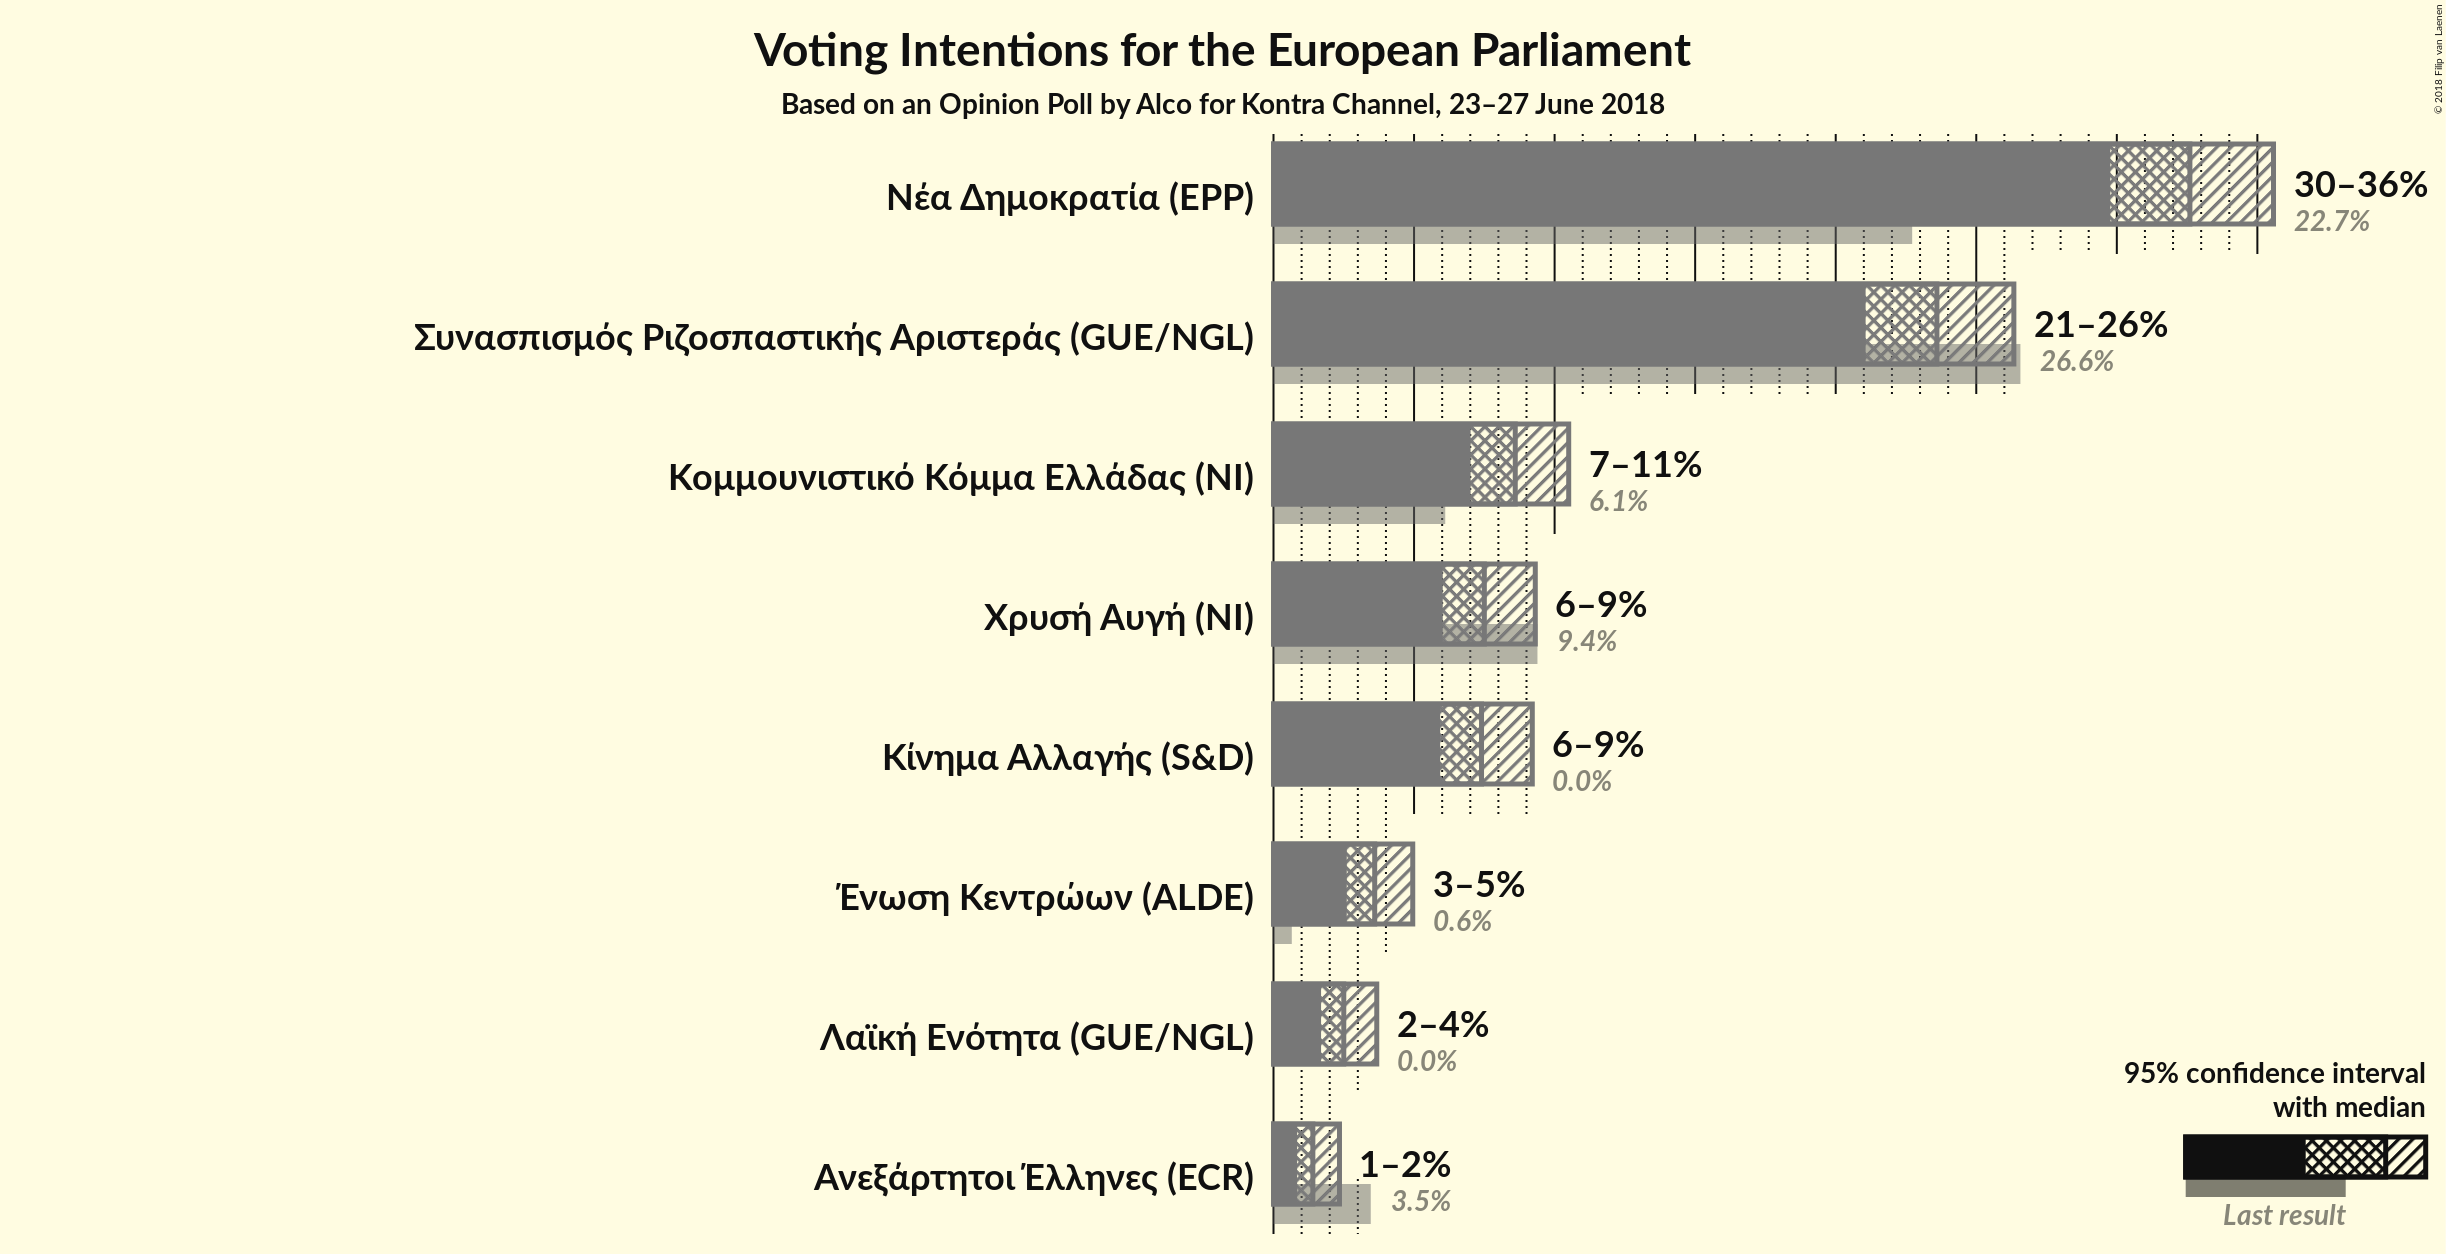 © 2018 Filip van Laenen
Voting Intentions for the European Parliament
Based on an Opinion Poll by Alco for Kontra Channel, 23–27 June 2018
Νέα Δημοκρατία (EPP)
30–36%
22.7%
Συνασπισμός Ριζοσπαστικής Αριστεράς (GUE/NGL)
21–26%
26.6%
Κομμουνιστικό Κόμμα Ελλάδας (NI)
7–11%
6.1%
Χρυσή Αυγή (NI)
6–9%
9.4%
Κίνημα Αλλαγής (S&D)
6–9%
0.0%
Ένωση Κεντρώων (ALDE)
3–5%
0.6%
Λαϊκή Ενότητα (GUE/NGL)
2–4%
0.0%
Ανεξάρτητοι Έλληνες (ECR)
1–2%
3.5%
95% confidence interval
with median
Last result